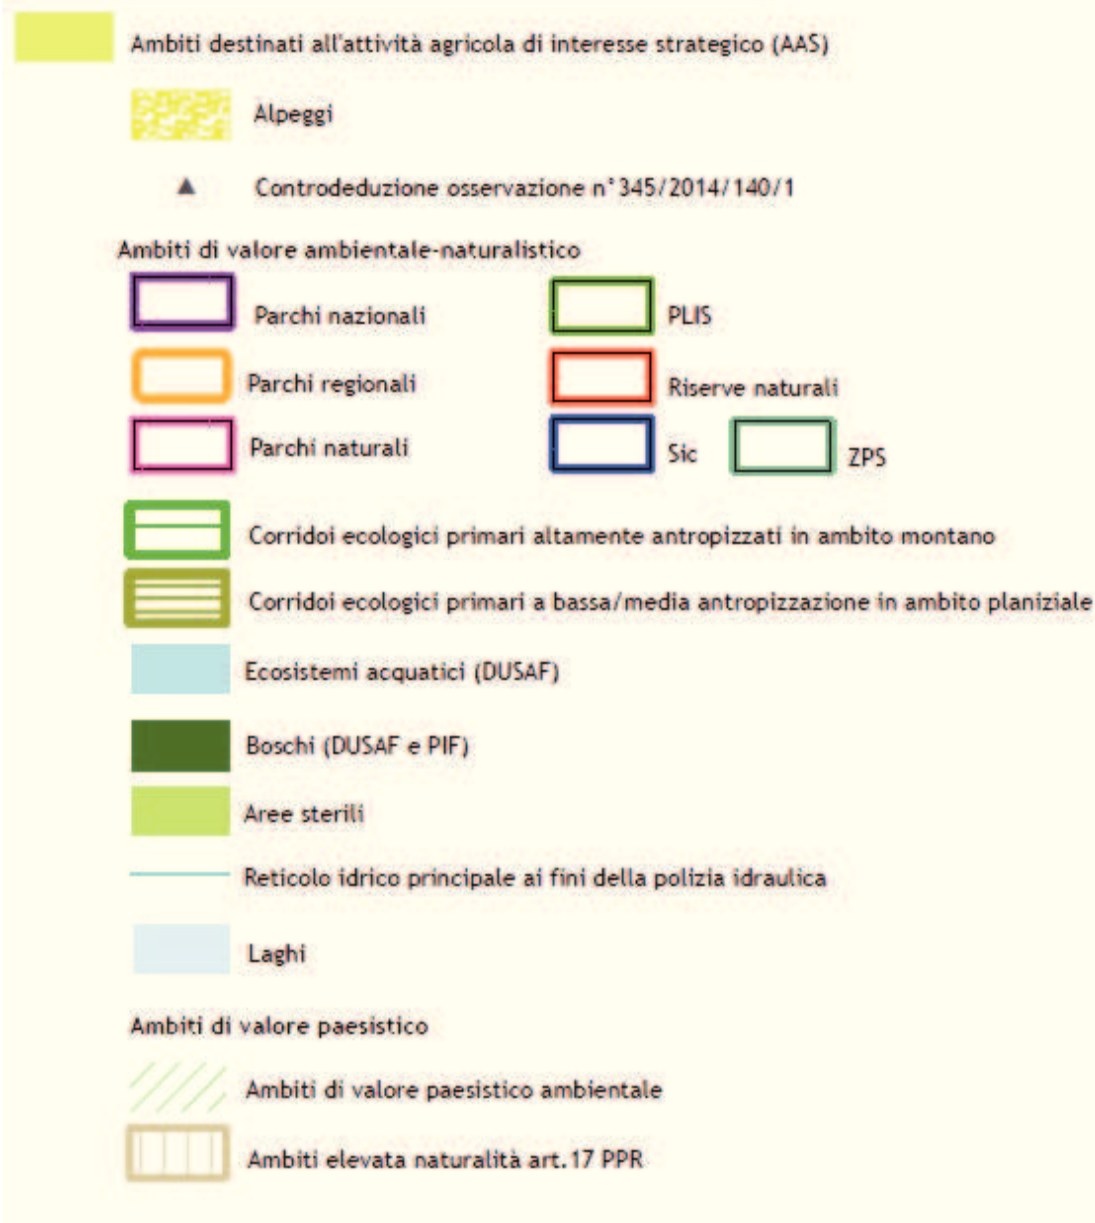 Ambiti destinati all'attività agricola di interesse strategico (AAS)
Alpeggi
Controdeduzione osservazione n°345/2014/140/1
Ambiti di valore ambientale-naturalistico
Parchi nazionali
PLIS
Parchi regionali
Riserve naturali
Parchi naturali
Sic
ZPS
Corridoi ecologici primari altamente antropizzati in ambito montano
Corridoi ecologici primari a bassa/media antropizzazione in ambito planiziale
Ecosistemi acquatici (DUSAF)
Boschi (DUSAF e PIF)
Aree sterili
Reticolo idrico principale ai fini della polizia idraulica
Laghi
Ambiti di valore paesistico
Ambiti di valore paesistico ambientale
Ambiti elevata naturalità art.17 PPR